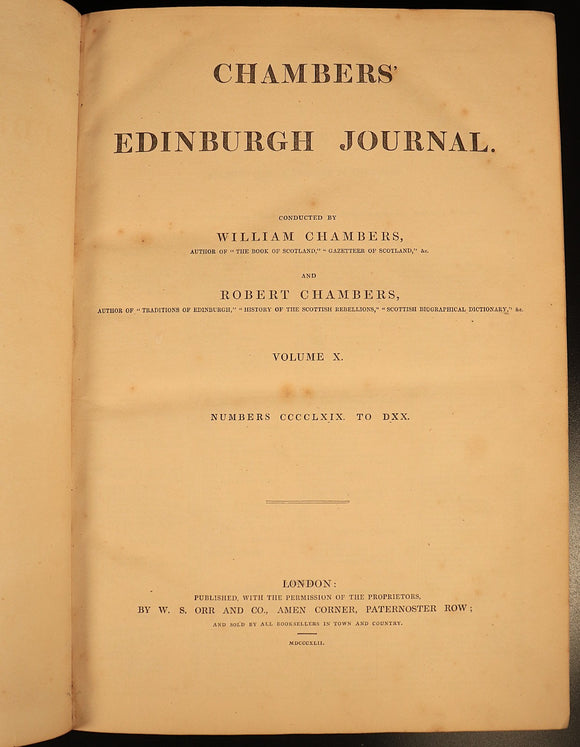 CHAMBERS'
EDINBURGH JOURNAL.
CONDUCTED BY
WILLIAM CHAMBERS,
AUTHOR OF "THE BOOK OF SCOTLAND," "GAZETTEER OF SCOTLAND," &c.
AND
ROBERT CHAMBERS,
AUTHOR OF "TRADITIONS OF EDINBURGH," "HISTORY OF THE SCOTTISH REBELLIONS," "SCOTTISH BIOGRAPHICAL DICTIONARY," &c.
VOLUME X.
NUMBERS CCCCLXIX. TO DXX.
LONDON:
PUBLISHED, WITH THE PERMISSION OF THE PROPRIETORS,
BY W. S. ORR AND CO., AMEN CORNER, PATERNOSTER ROW;
AND SOLD BY ALL BOOKSELLERS IN TOWN AND COUNTRY.
MDCCCXLII.